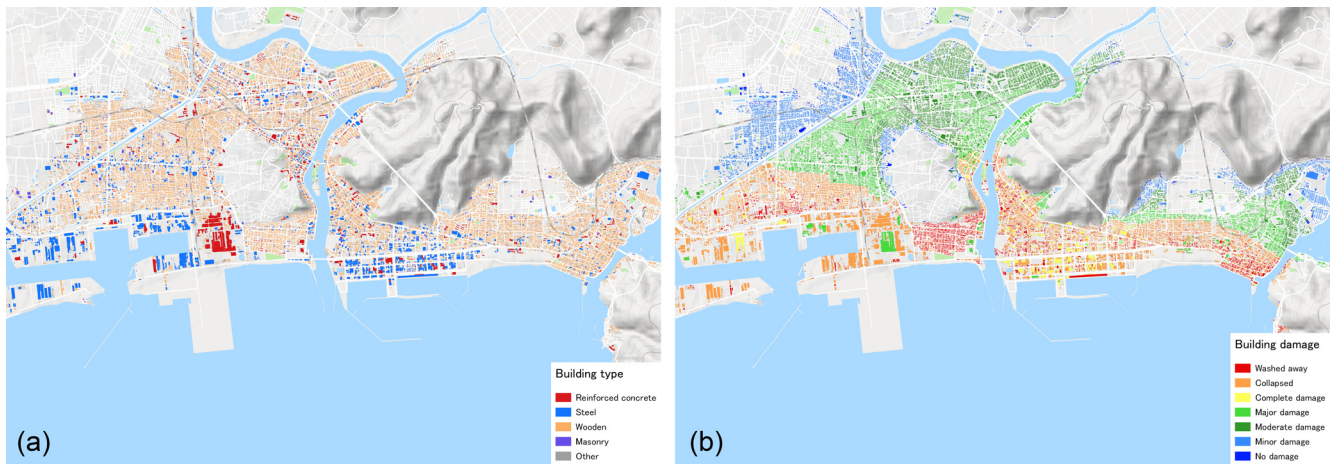 Building type
Reinforced concrete
Steel
Wooden
Masonry
Other
(a)
Building damage
Washed away
Collapsed
Complete damage
Major damage
Moderate damage
Minor damage
No damage
(b)